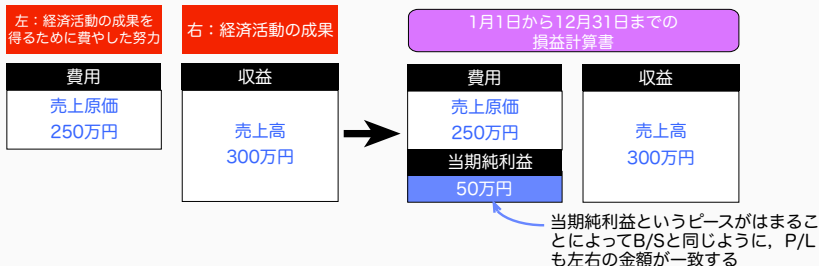 左：経済活動の成果を
得るために費やした努力
右：経済活動の成果
費用
売上原価
250万円
収益
売上高
300万円
1月1日から12月31日までの
損益計算書
費用
売上原価
250万円
当期純利益
50万円
収益
売上高
300万円
当期純利益というピースがはまるこ
とによってB/Sと同じように，P/L
も左右の金額が一致する